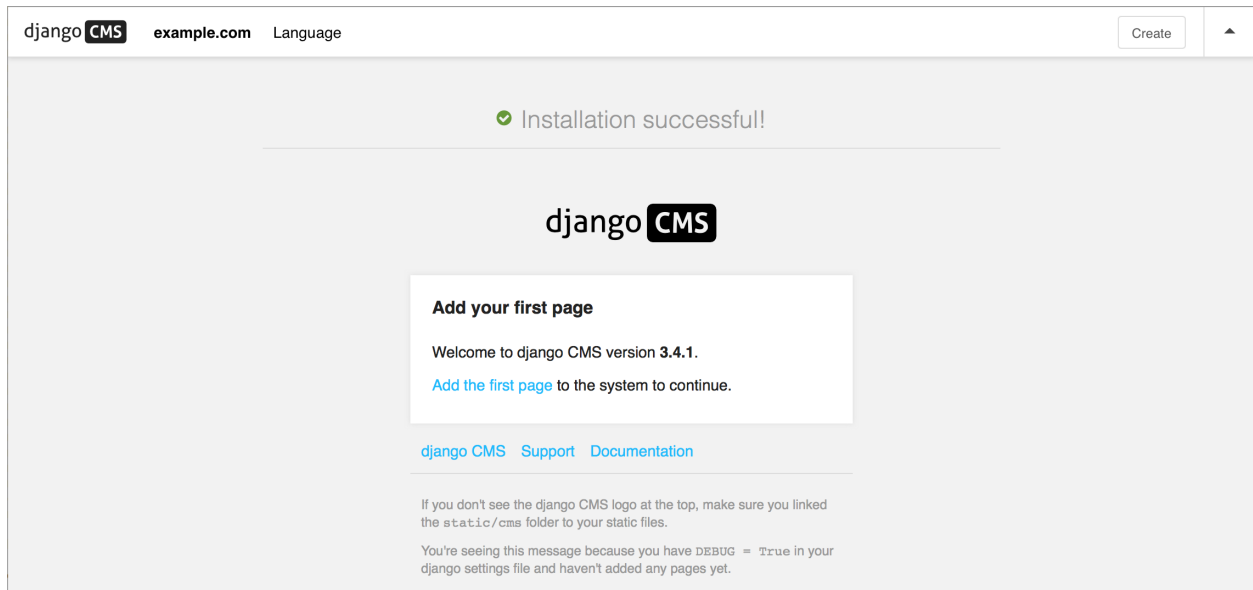 django CMS example.com Language Create
Installation successful!
django CMS
Add your first page
Welcome to django CMS version 3.4.1.
Add the first page to the system to continue.
django CMS Support Documentation
If you don't see the django CMS logo at the top, make sure you linked
the static/cms folder to your static files.
You're seeing this message because you have DEBUG = True in your
django settings file and haven't added any pages yet.